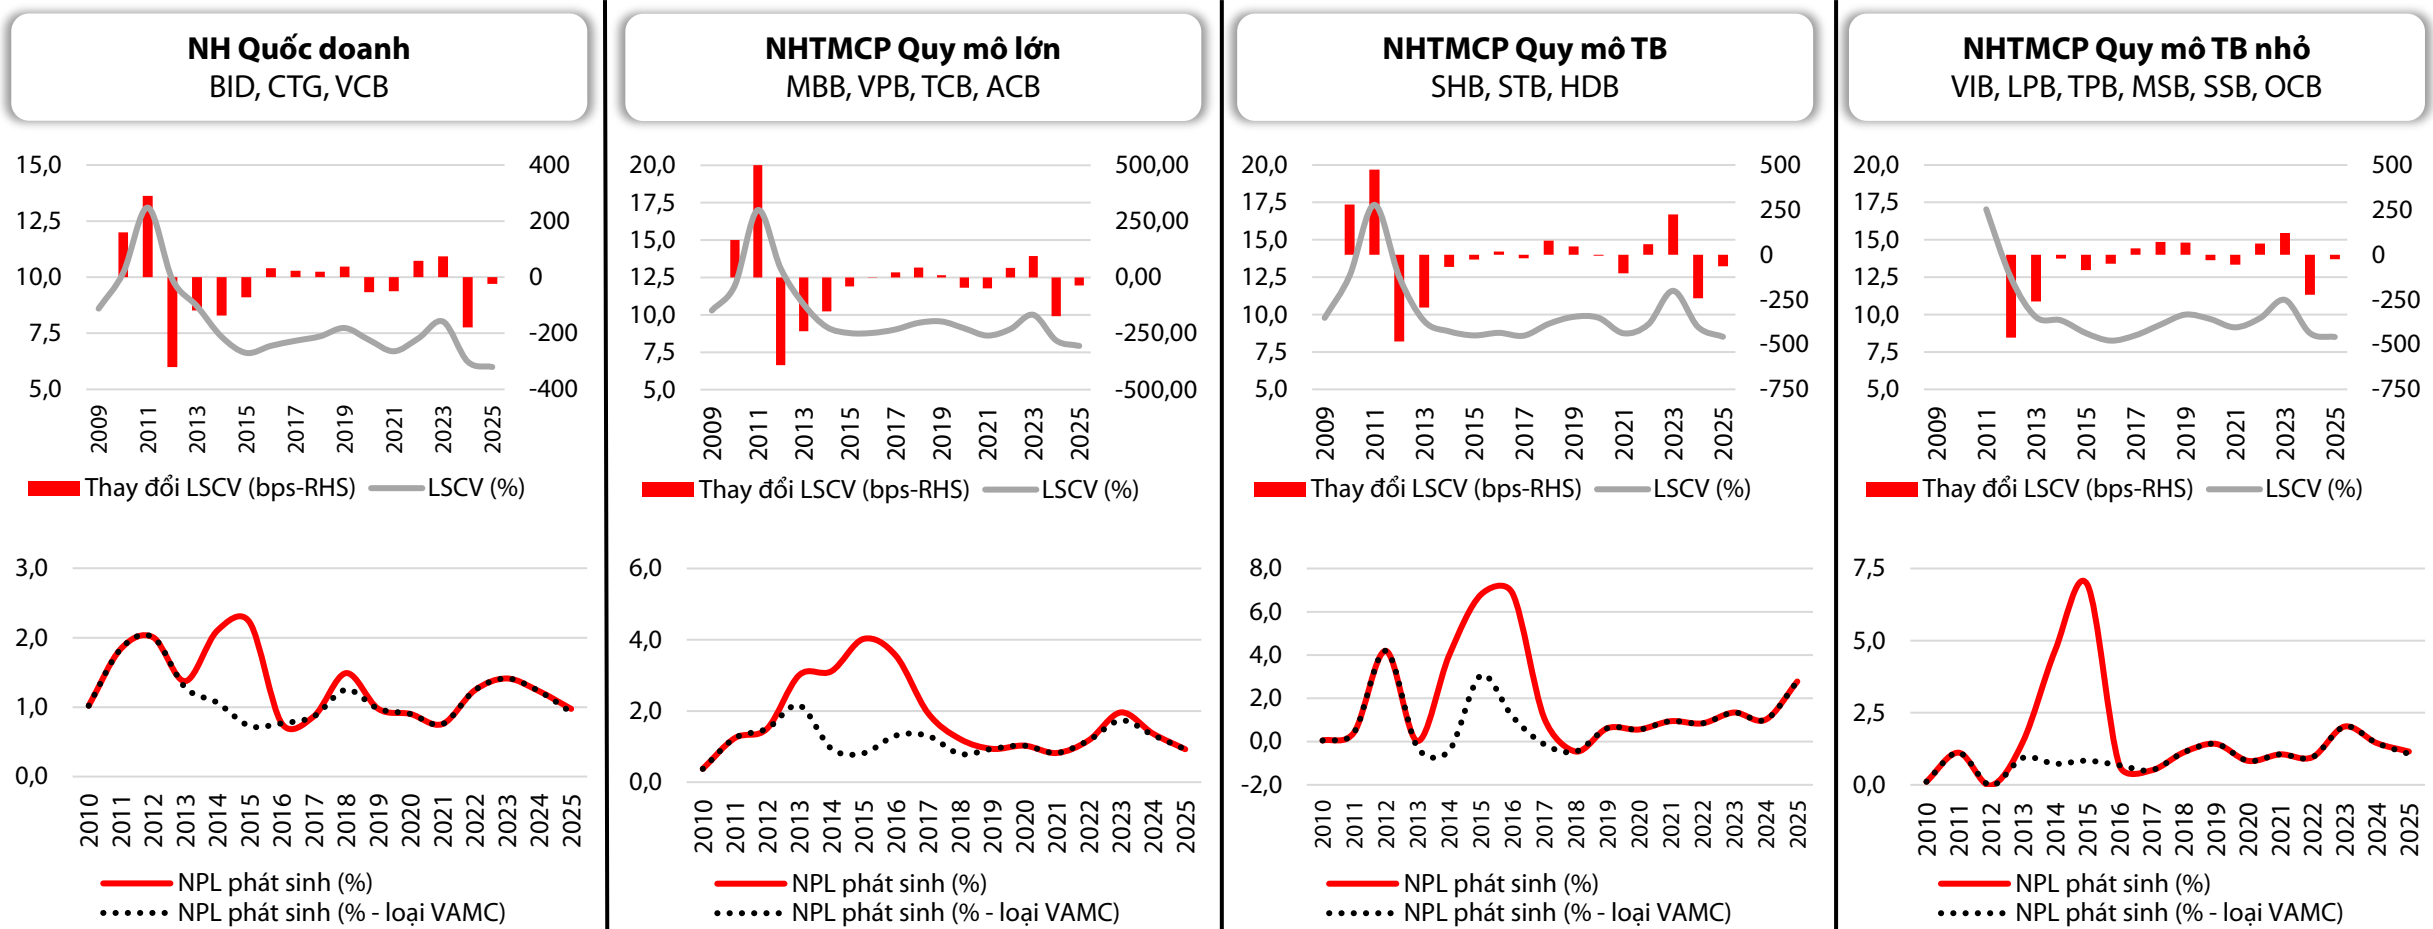 NH Quốc doanh
BID, CTG, VCB
NHTMCP Quy mô lớn
MBB, VPB, TCB, ACB
NHTMCP Quy mô TB
SHB, STB, HDB
NHTMCP Quy mô TB nhỏ
VIB, LPB, TPB, MSB, SSB, OCB
15,0 400
12,5 200
10,0 0
7,5 -200
5,0 -400
2009 2011 2013 2015 2017 2019 2021 2023 2025
Thay đổi LSCV (bps-RHS) LSCV (%)
20,0 500,00
17,5
15,0 250,00
12,5 0,00
10,0
7,5 -250,00
5,0 -500,00
2009 2011 2013 2015 2017 2019 2021 2023 2025
Thay đổi LSCV (bps-RHS) LSCV (%)
20,0 500
17,5 250
15,0 0
12,5 -250
10,0
7,5 -500
5,0 -750
2009 2011 2013 2015 2017 2019 2021 2023 2025
Thay đổi LSCV (bps-RHS) LSCV (%)
20,0 500
17,5 250
15,0 0
12,5 -250
10,0
7,5 -500
5,0 -750
2009 2011 2013 2015 2017 2019 2021 2023 2025
Thay đổi LSCV (bps-RHS) LSCV (%)
3,0
2,0
1,0
0,0
2010 2011 2012 2013 2014 2015 2016 2017 2018 2019 2020 2021 2022 2023 2024 2025
NPL phát sinh (%)
NPL phát sinh (% - loại VAMC)
6,0
4,0
2,0
0,0
2010 2011 2012 2013 2014 2015 2016 2017 2018 2019 2020 2021 2022 2023 2024 2025
NPL phát sinh (%)
NPL phát sinh (% - loại VAMC)
8,0
6,0
4,0
2,0
0,0
-2,0
2010 2011 2012 2013 2014 2015 2016 2017 2018 2019 2020 2021 2022 2023 2024 2025
NPL phát sinh (%)
NPL phát sinh (% - loại VAMC)
7,5
5,0
2,5
0,0
2010 2011 2012 2013 2014 2015 2016 2017 2018 2019 2020 2021 2022 2023 2024 2025
NPL phát sinh (%)
NPL phát sinh (% - loại VAMC)